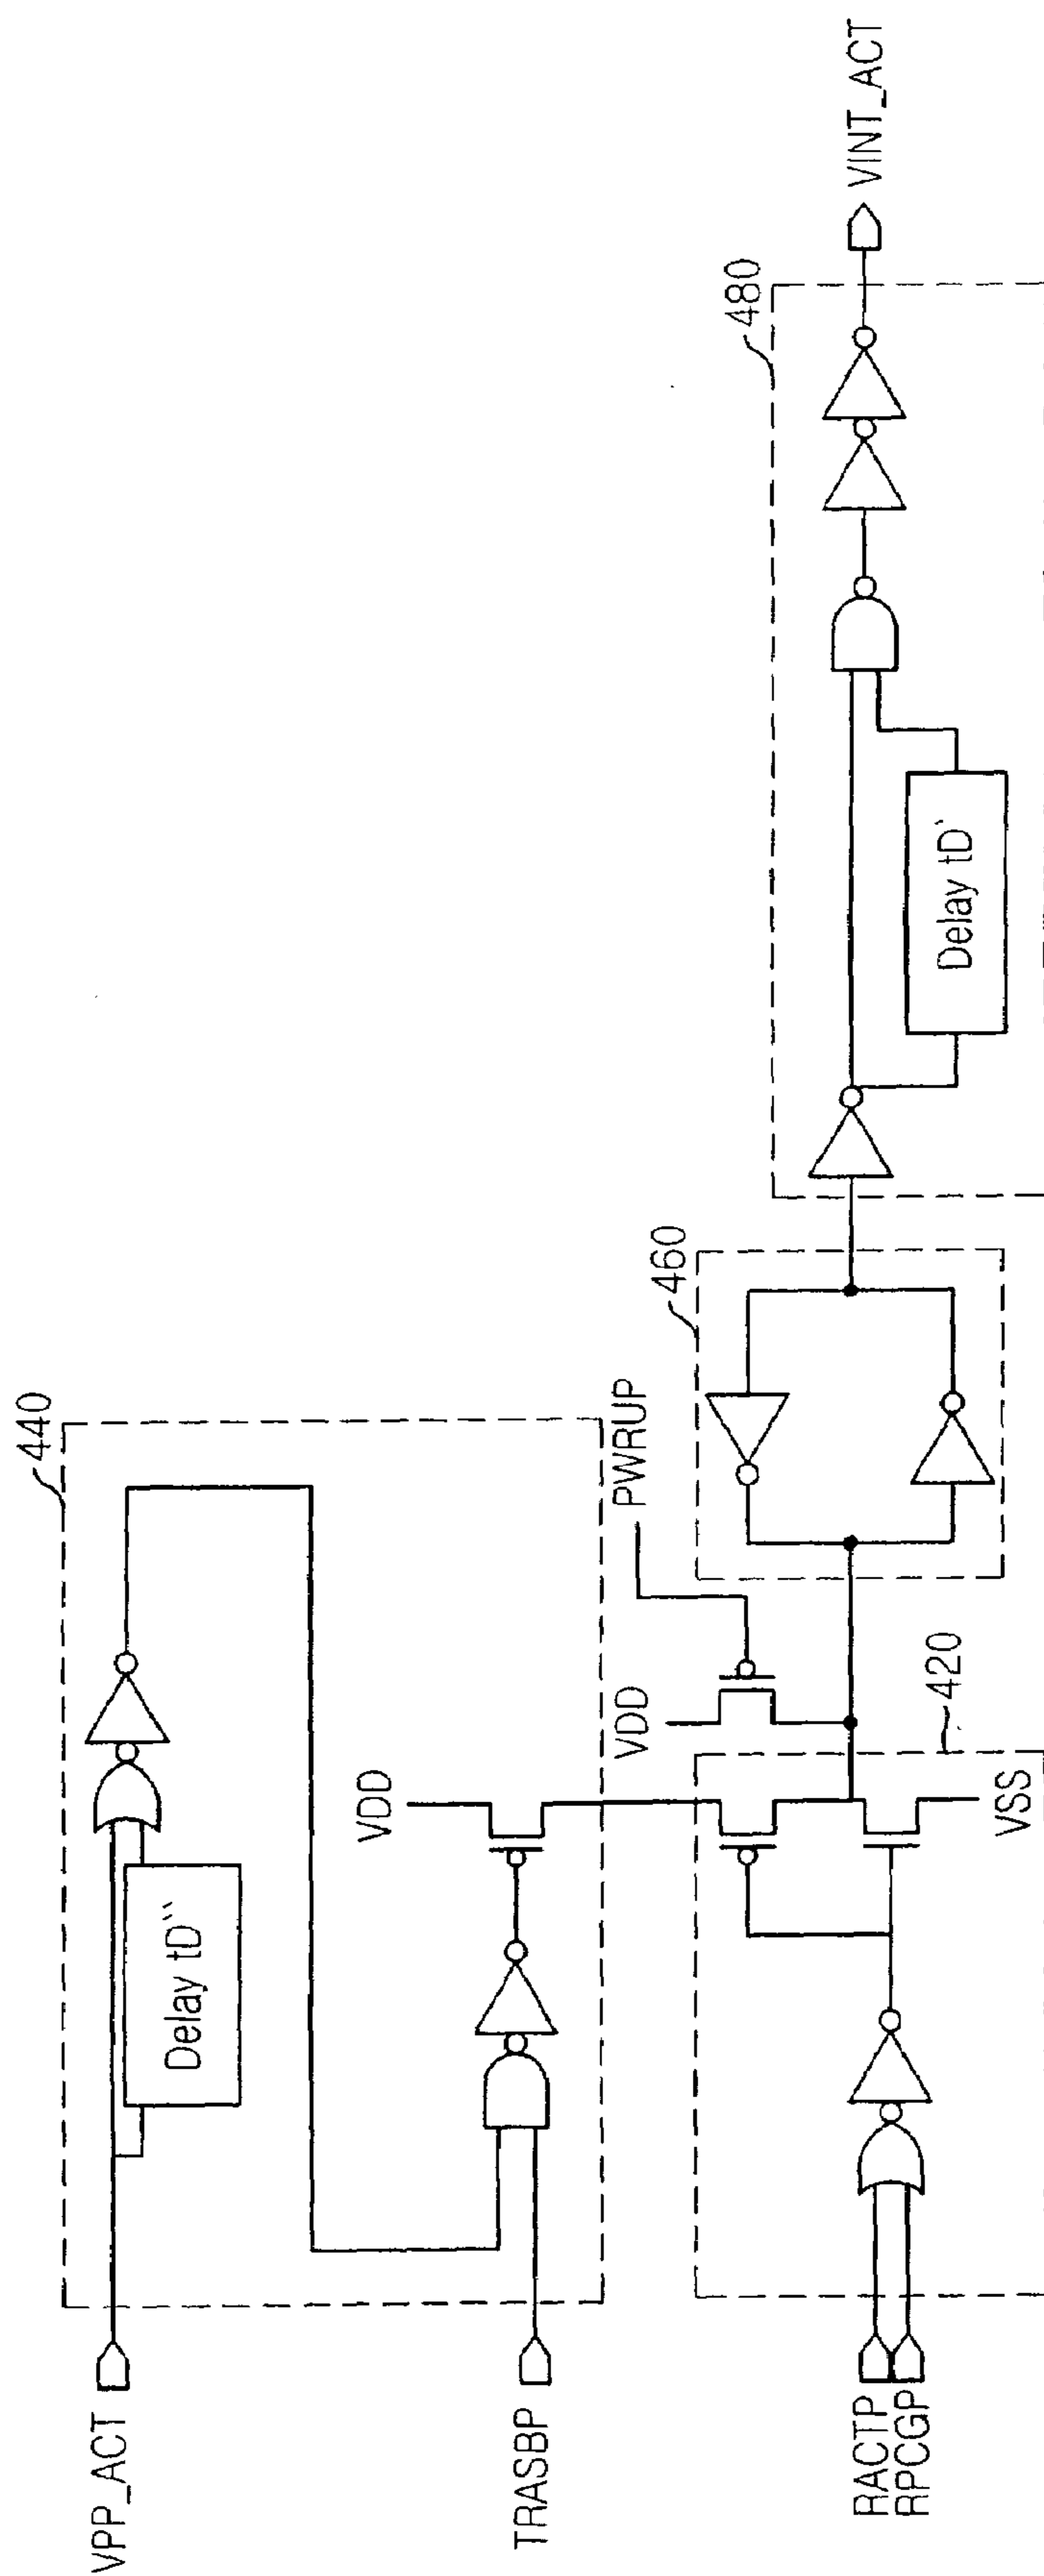 VPP_ACT
TRASBP
RACTP
RPCGP
440
Delay tD``
VDD
VDD
PWRUP
420
VSS
460
480
Delay tD`
VINT_ACT